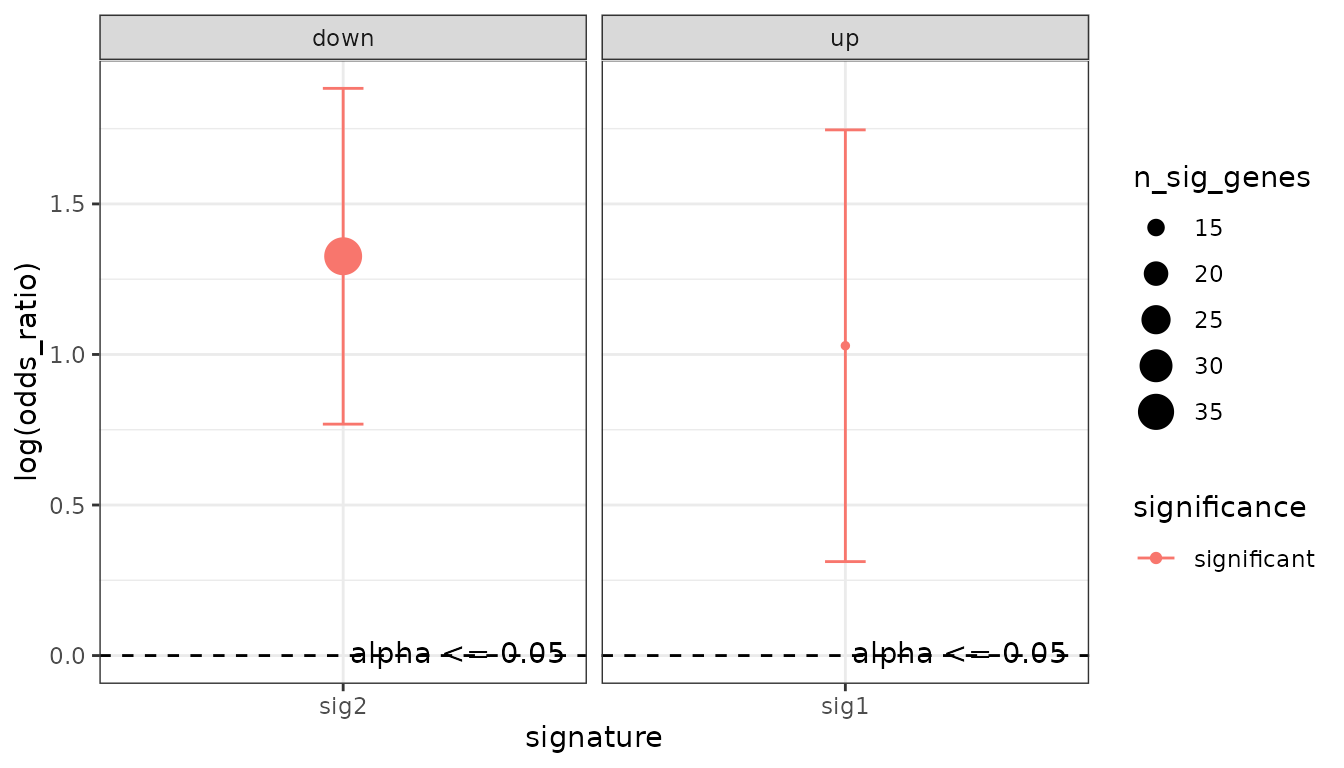 down
up
log(odds_ratio)
1.5
1.0
0.5
0.0
alpha <= 0.05
alpha <= 0.05
sig2
sig1
signature
n_sig_genes
15
20
25
30
35
significance
significant